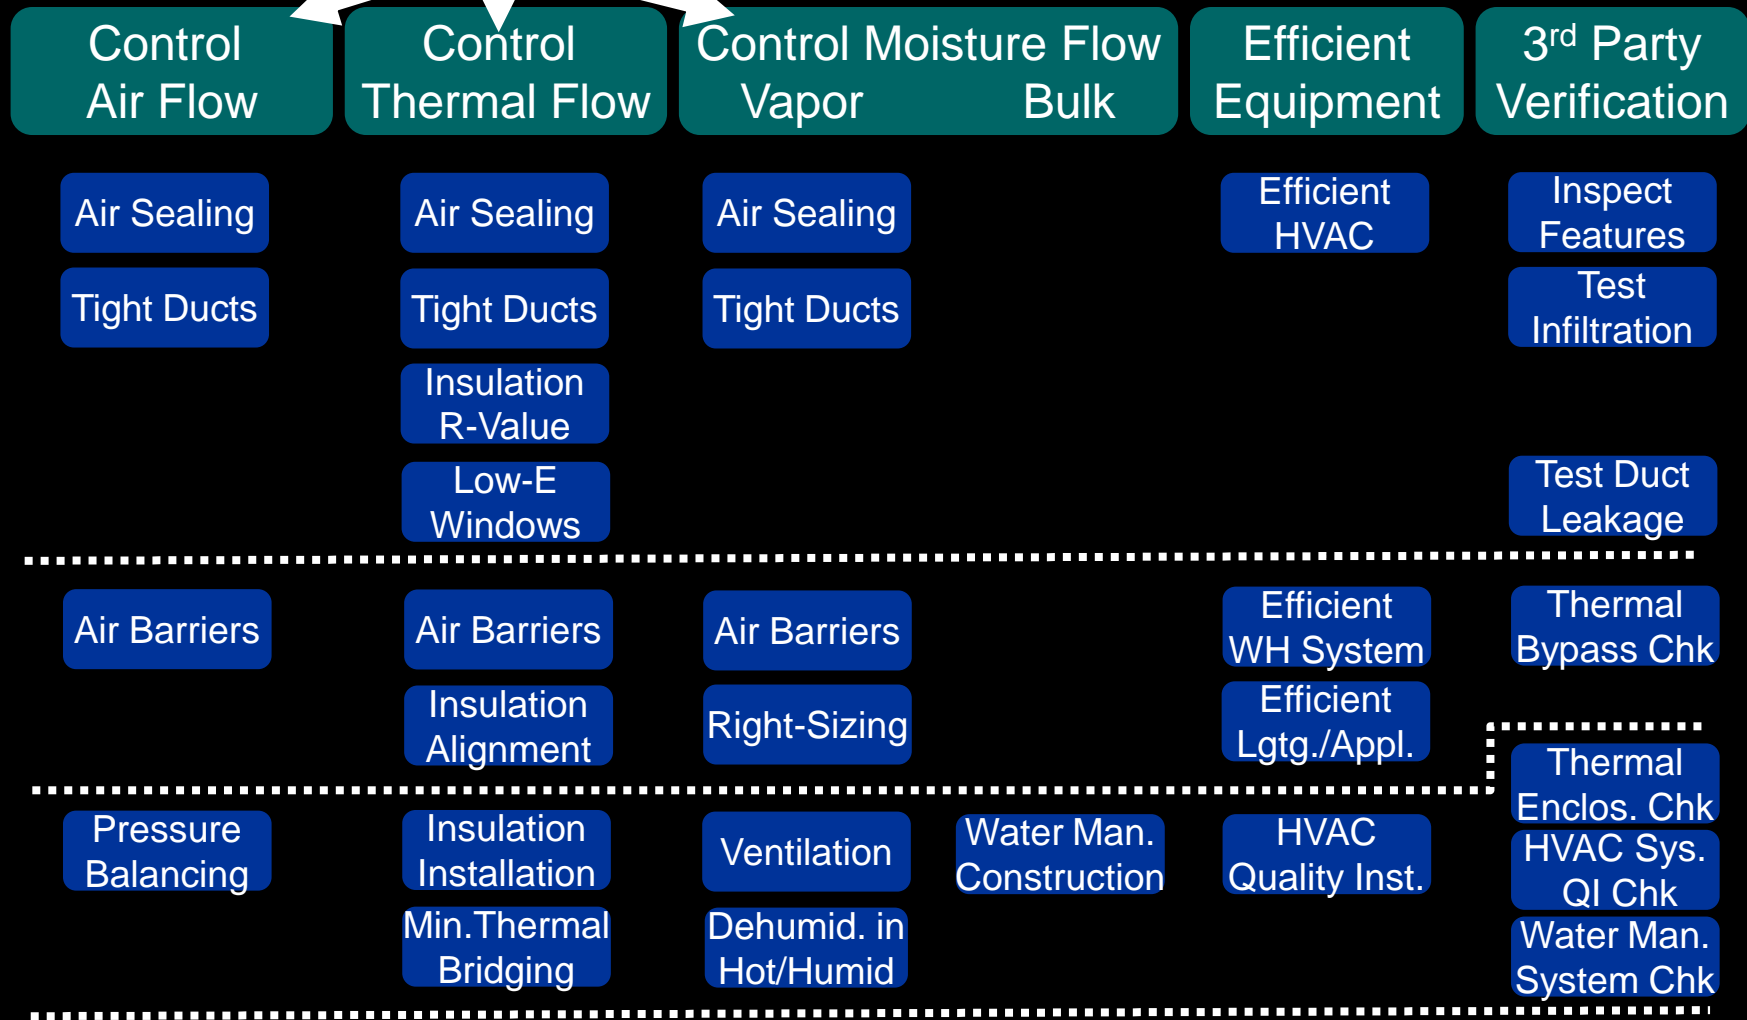 Control
Air Flow
Control
Thermal Flow
Control Moisture Flow
Vapor Bulk
Efficient
Equipment
3rd Party
Verification
Air Sealing
Air Sealing
Air Sealing
Efficient
HVAC
Inspect
Features
Tight Ducts
Tight Ducts
Tight Ducts
Test
Infiltration
Insulation
R-Value
Low-E
Windows
Test Duct
Leakage
Air Barriers
Air Barriers
Air Barriers
Efficient
WH System
Thermal
Bypass Chk
Insulation
Alignment
Right-Sizing
Efficient
Lgtg./Appl.
Thermal
Enclos. Chk
Pressure
Balancing
Insulation
Installation
Ventilation
Water Man.
Construction
HVAC
Quality Inst.
HVAC Sys.
QI Chk
Min.Thermal
Bridging
Dehumid. in
Hot/Humid
Water Man.
System Chk